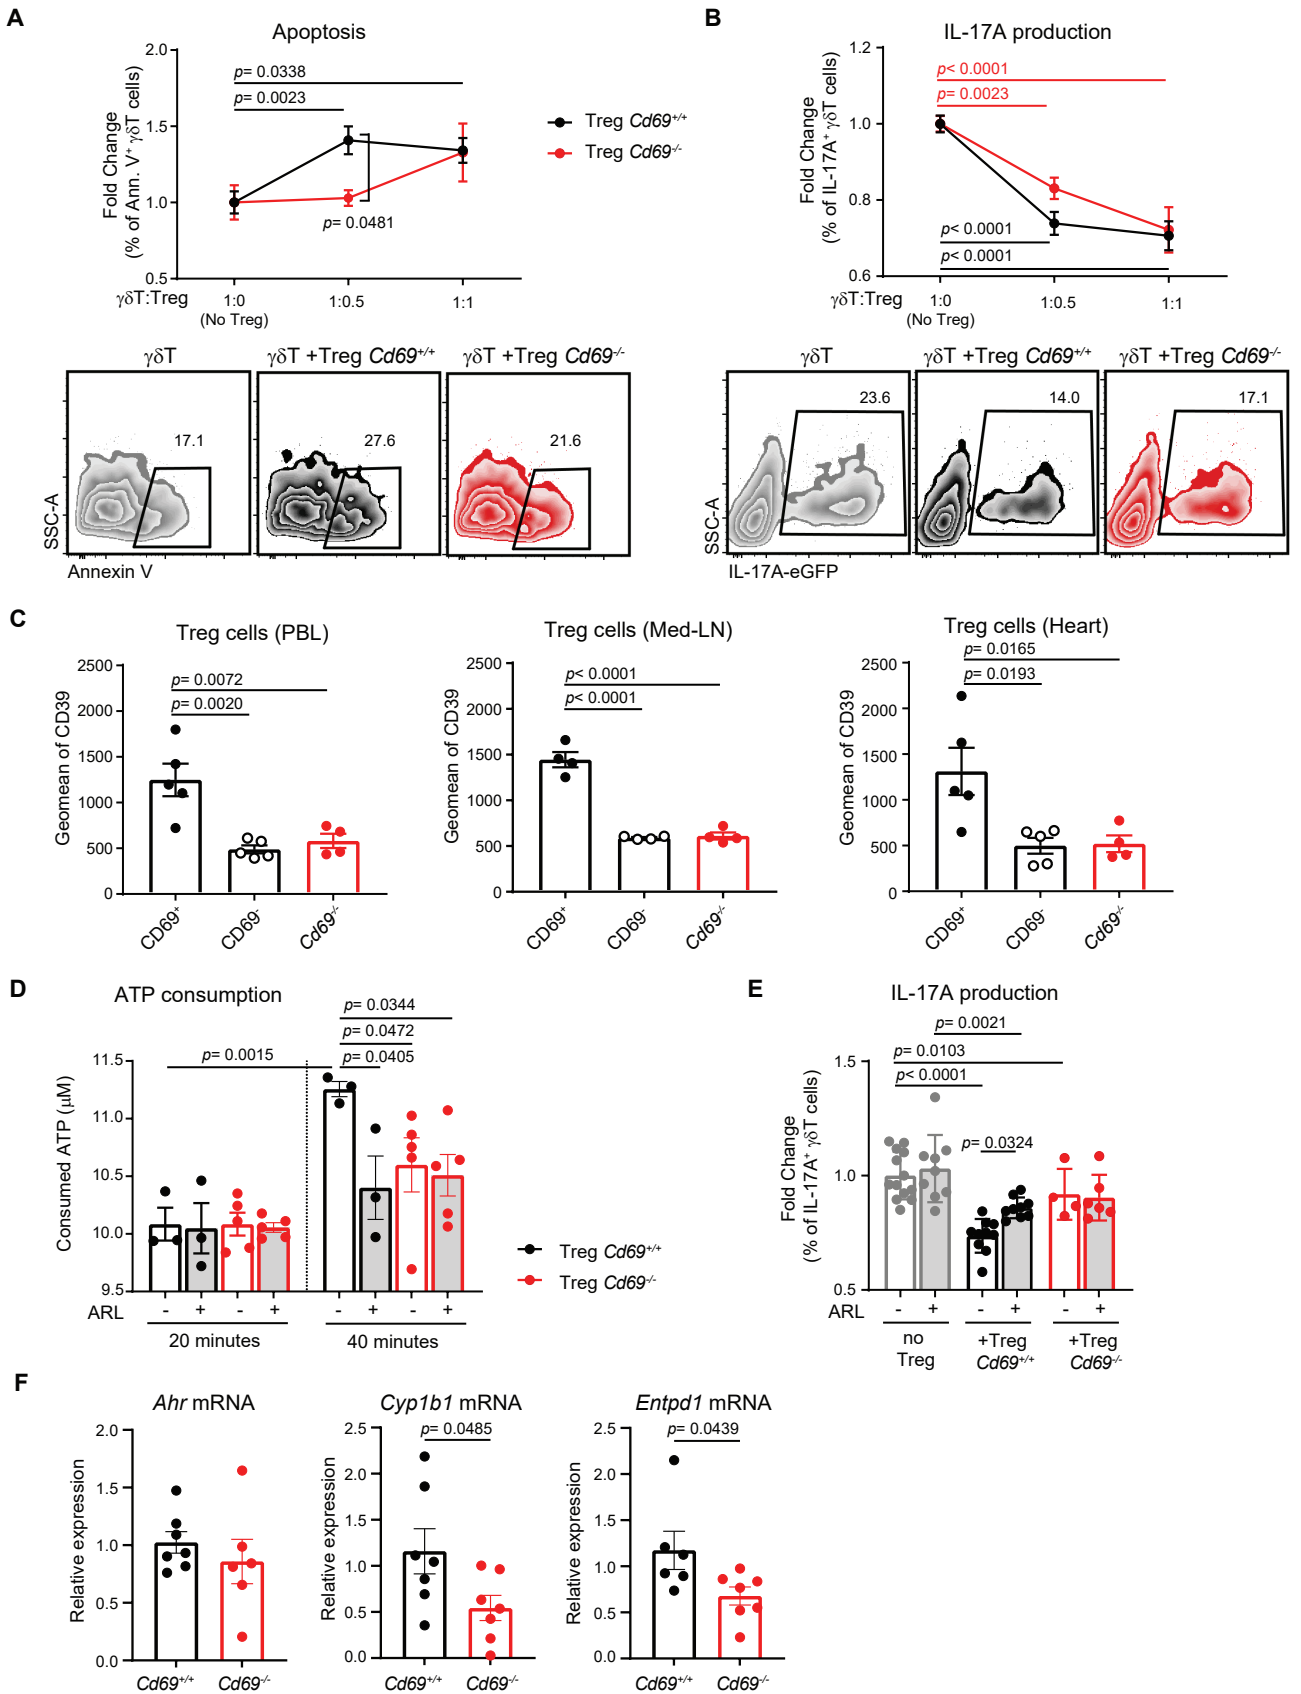 A
Apoptosis
Fold Change
(% of Ann. V⁺ γδT cells)
2.0
1.5
1.0
0.5
p= 0.0338
p= 0.0023
p= 0.0481
γδT:Treg
1:0
(No Treg)
1:0.5
1:1
Treg Cd69⁺/⁺
Treg Cd69⁻/⁻
γδT
γδT +Treg Cd69⁺/⁺
γδT +Treg Cd69⁻/⁻
17.1
27.6
21.6
SSC-A
Annexin V
B
IL-17A production
Fold Change
(% of IL-17A⁺ γδT cells)
1.2
1.0
0.8
0.6
p< 0.0001
p= 0.0023
p< 0.0001
p< 0.0001
γδT:Treg
1:0
(No Treg)
1:0.5
1:1
γδT
γδT +Treg Cd69⁺/⁺
γδT +Treg Cd69⁻/⁻
23.6
14.0
17.1
SSC-A
IL-17A-eGFP
C
Treg cells (PBL)
Geomean of CD39
2500
2000
1500
1000
500
0
p= 0.0072
p= 0.0020
CD69⁺
CD69⁻
Cd69⁻/⁻
Treg cells (Med-LN)
Geomean of CD39
2500
2000
1500
1000
500
0
p< 0.0001
p< 0.0001
CD69⁺
CD69⁻
Cd69⁻/⁻
Treg cells (Heart)
Geomean of CD39
2500
2000
1500
1000
500
0
p= 0.0165
p= 0.0193
CD69⁺
CD69⁻
Cd69⁻/⁻
D
ATP consumption
Consumed ATP (μM)
11.5
11.0
10.5
10.0
9.5
p= 0.0015
p= 0.0344
p= 0.0472
p= 0.0405
ARL
- + - + - + - +
20 minutes
40 minutes
Treg Cd69⁺/⁺
Treg Cd69⁻/⁻
E
IL-17A production
Fold Change
(% of IL-17A⁺ γδT cells)
1.5
1.0
0.5
p= 0.0021
p= 0.0103
p< 0.0001
p= 0.0324
ARL
- + - + - +
no
Treg
+Treg
Cd69⁺/⁺
+Treg
Cd69⁻/⁻
F
Ahr mRNA
Relative expression
2.0
1.5
1.0
0.5
0.0
Cd69⁺/⁺
Cd69⁻/⁻
Cyp1b1 mRNA
Relative expression
2.5
2.0
1.5
1.0
0.5
0.0
p= 0.0485
Cd69⁺/⁺
Cd69⁻/⁻
Entpd1 mRNA
Relative expression
2.5
2.0
1.5
1.0
0.5
0.0
p= 0.0439
Cd69⁺/⁺
Cd69⁻/⁻